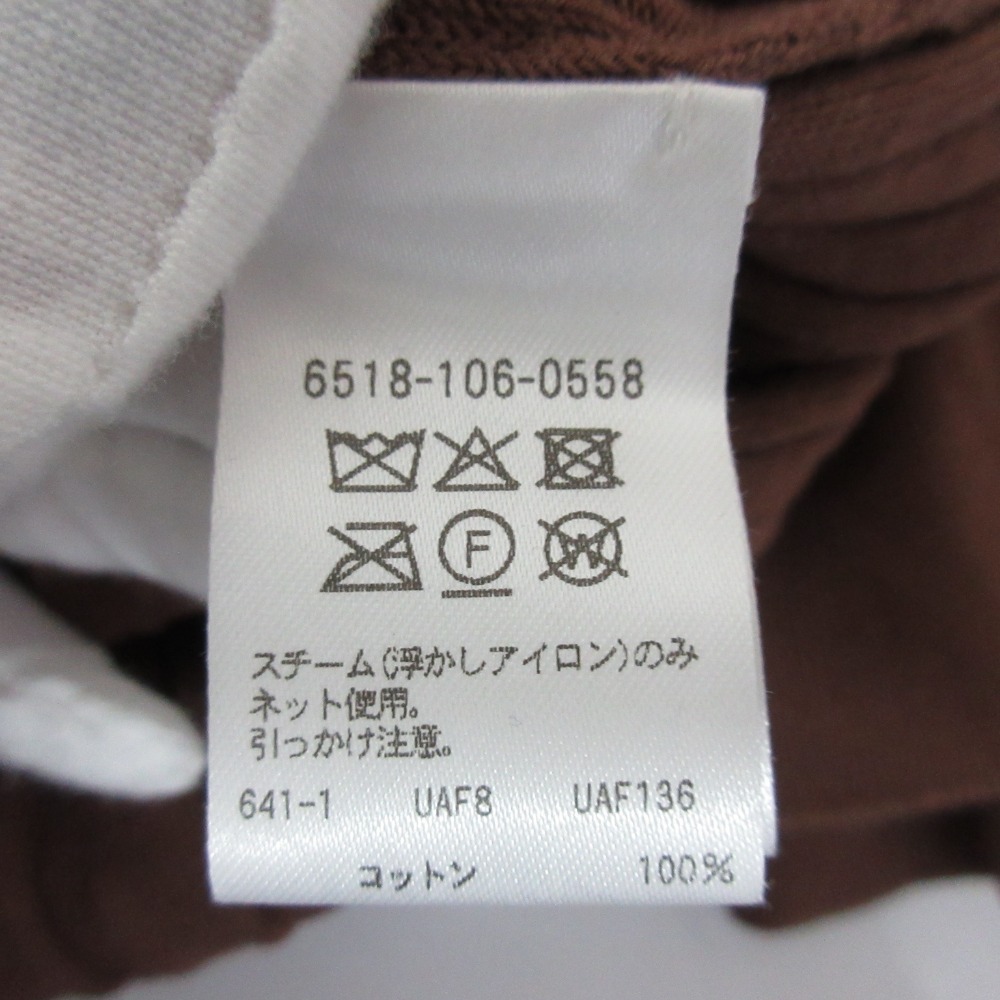 6518-106-0558
F
W
スチーム(浮かしアイロン)のみ
ネット使用。
引っかけ注意。
641-1 UAF8 UAF136
コットン 100%